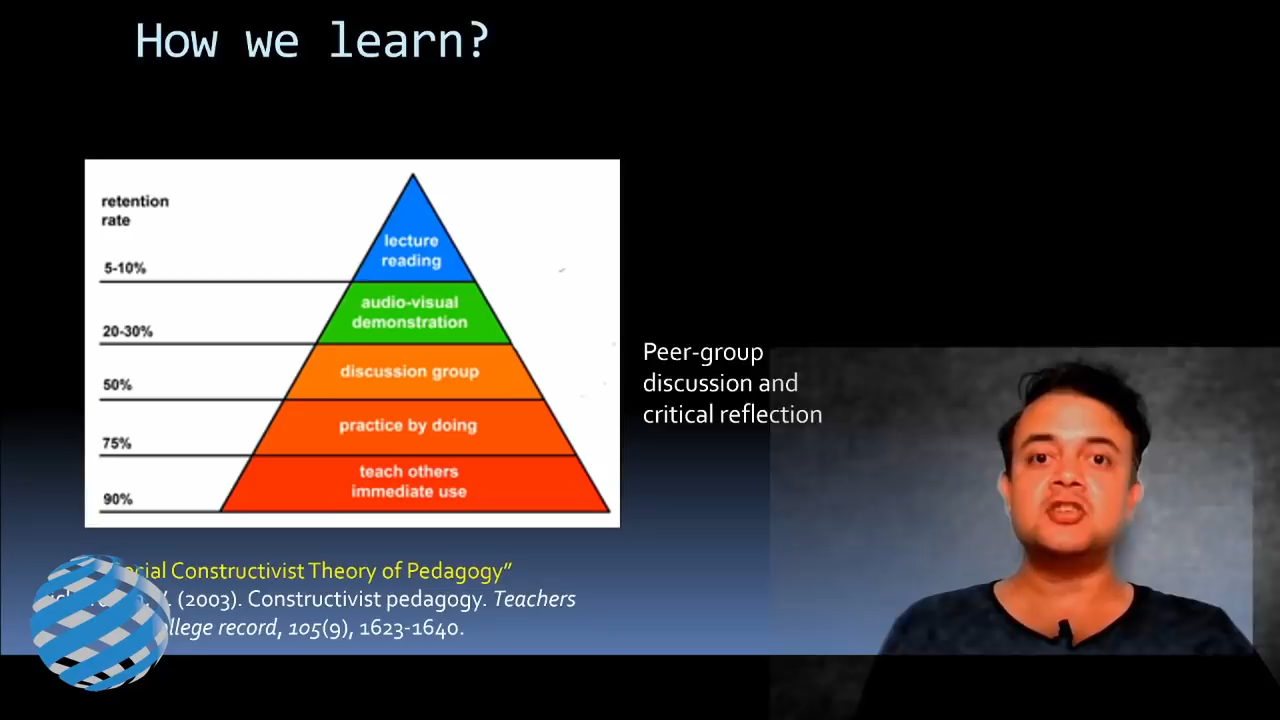 How we learn?
retention
rate
5-10%
20-30%
50%
75%
90%
lecture
reading
audio-visual
demonstration
discussion group
practice by doing
teach others
immediate use
Peer-group
discussion and
critical reflection
Constructivist Theory of Pedagogy"
(2003). Constructivist pedagogy. Teachers
record, 105(9), 1623-1640.